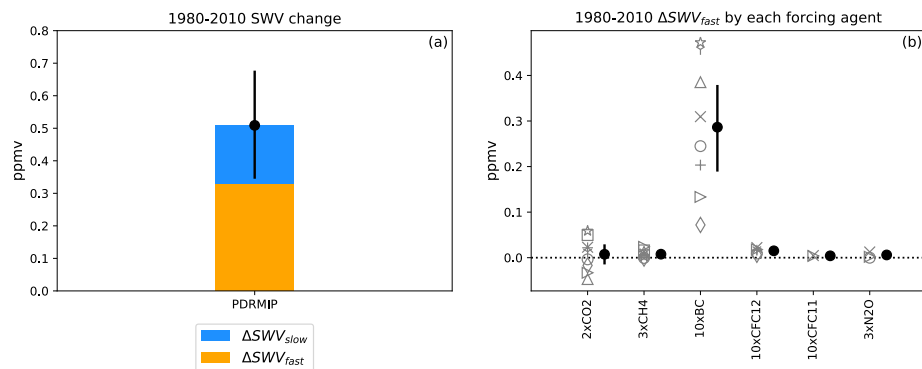 1980-2010 SWV change
(a)
ppmv
0.8
0.7
0.6
0.5
0.4
0.3
0.2
0.1
0.0
PDRMIP
ΔSWV_slow
ΔSWV_fast
1980-2010 ΔSWV_fast by each forcing agent
(b)
ppmv
0.4
0.3
0.2
0.1
0.0
2xCO2
3xCH4
10xBC
10xCFC12
10xCFC11
3xN2O